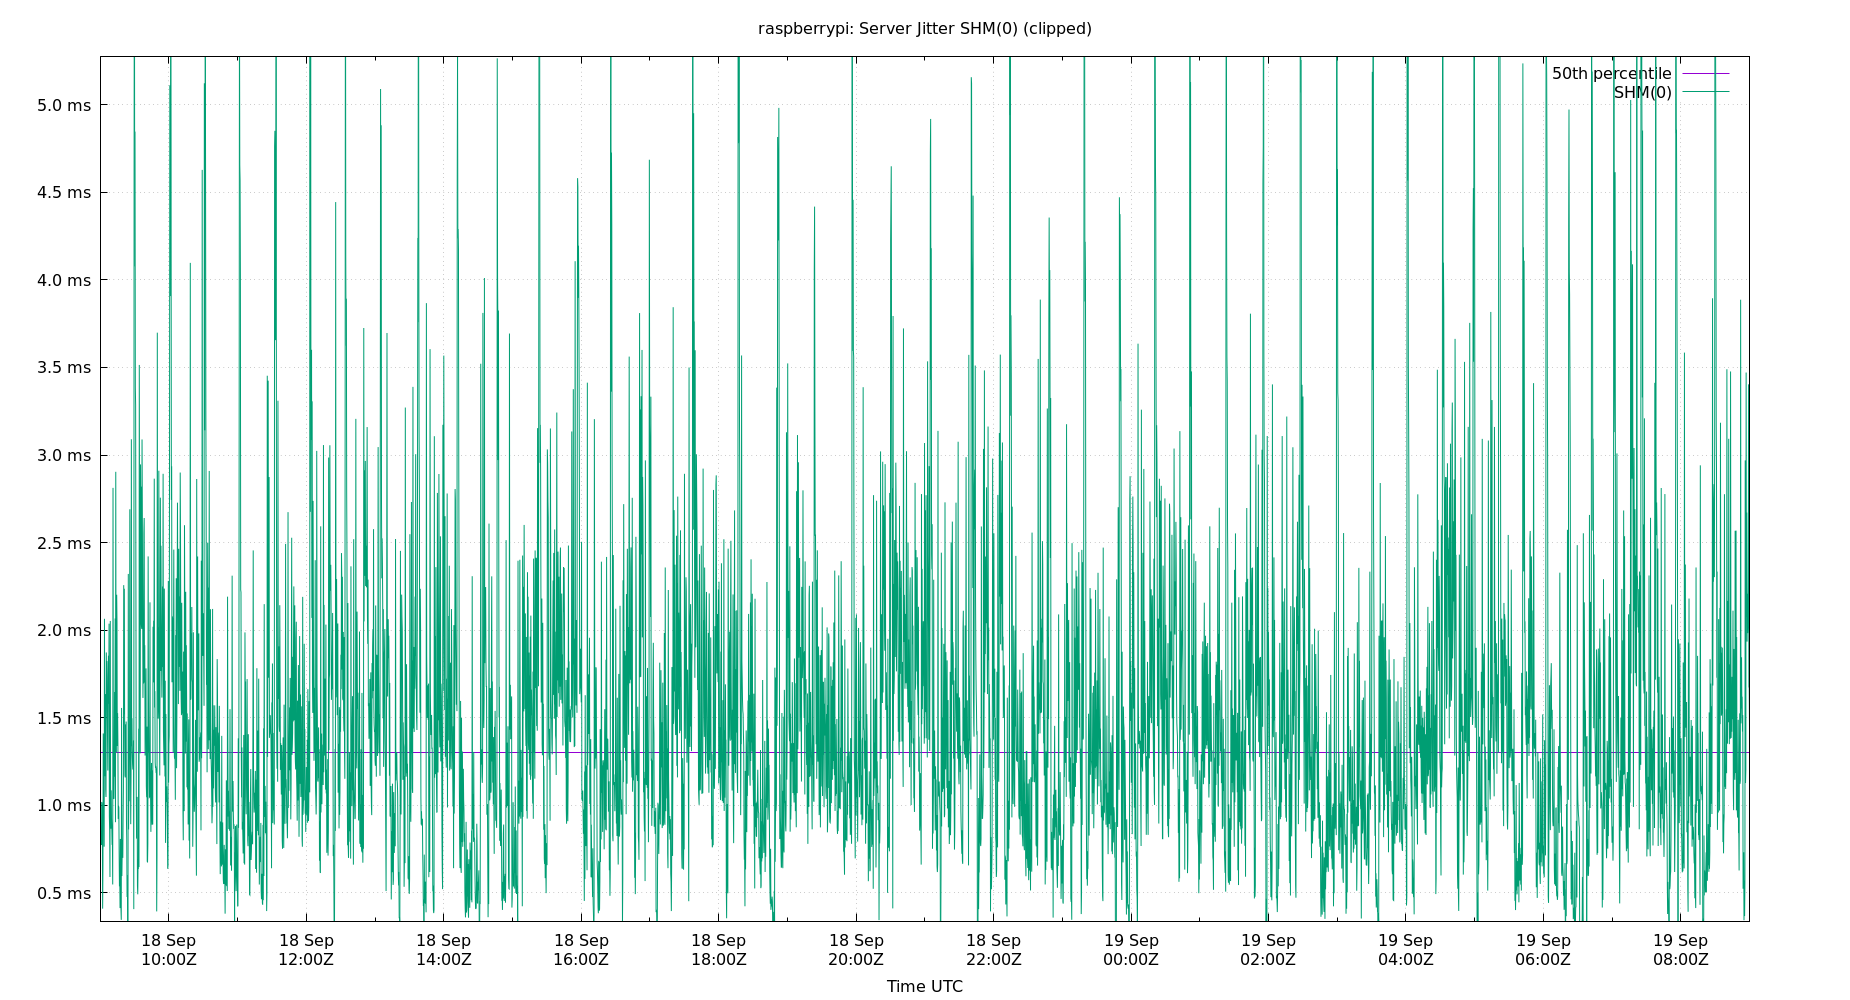 raspberrypi: Server Jitter SHM(0) (clipped)
50th percentile
SHM(0)
5.0 ms
4.5 ms
4.0 ms
3.5 ms
3.0 ms
2.5 ms
2.0 ms
1.5 ms
1.0 ms
0.5 ms
18 Sep 18 Sep 18 Sep 18 Sep 18 Sep 18 Sep 18 Sep 19 Sep 19 Sep 19 Sep 19 Sep 19 Sep
10:00Z 12:00Z 14:00Z 16:00Z 18:00Z 20:00Z 22:00Z 00:00Z 02:00Z 04:00Z 06:00Z 08:00Z
Time UTC